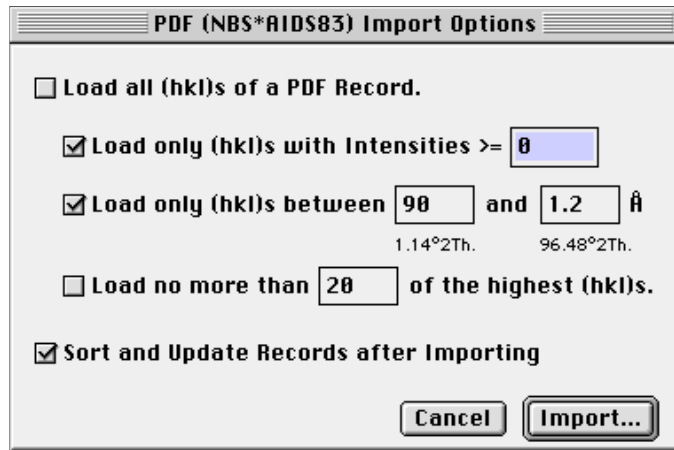 PDF (NBS*AIDS83) Import Options
Load all (hkl)s of a PDF Record.
Load only (hkl)s with Intensities >= 0
Load only (hkl)s between 90 and 1.2 Å
1.14°2Th. 96.48°2Th.
Load no more than 20 of the highest (hkl)s.
Sort and Update Records after Importing
Cancel Import...